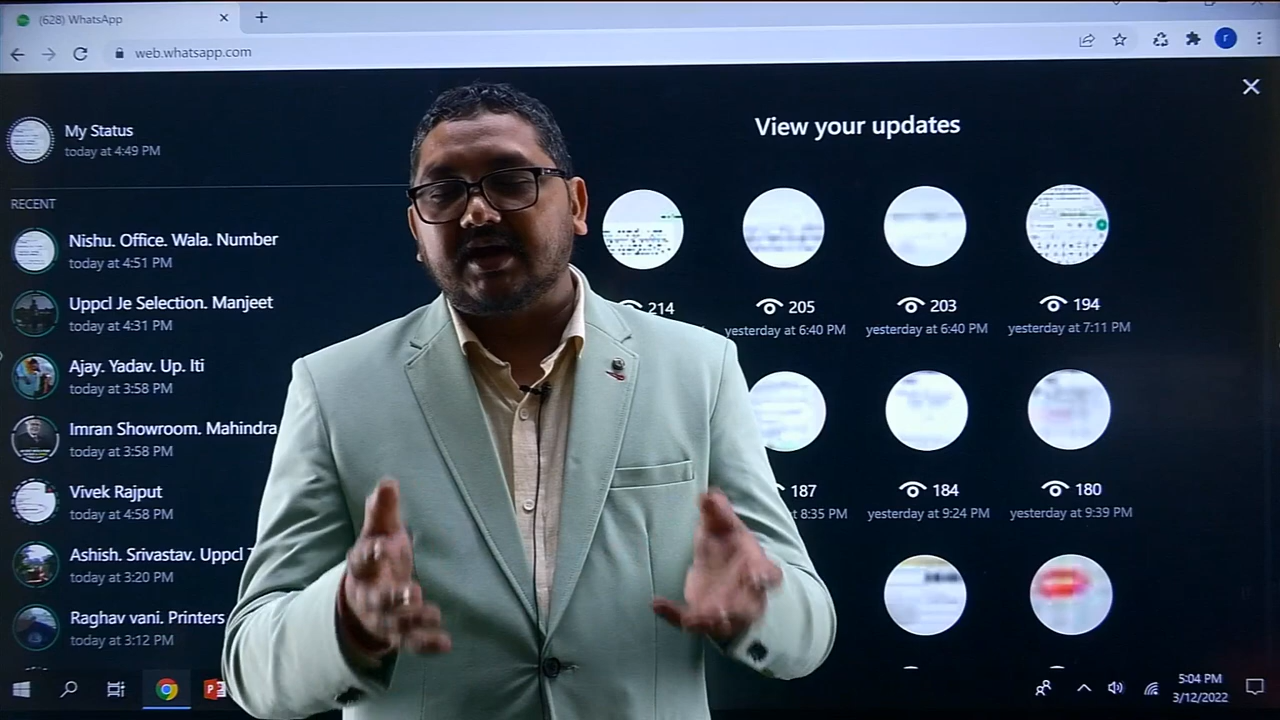 (628) WhatsApp
web.whatsapp.com
r
My Status
today at 4:49 PM
RECENT
Nishu. Office. Wala. Number
today at 4:51 PM
Uppcl Je Selection. Manjeet
today at 4:31 PM
Ajay. Yadav. Up. Iti
today at 3:58 PM
Imran Showroom. Mahindra
today at 3:58 PM
Vivek Rajput
today at 4:58 PM
Ashish. Srivastav. Uppcl
today at 3:20 PM
Raghav vani. Printers
today at 3:12 PM
View your updates
214 205 203 194
yesterday at 6:40 PM yesterday at 6:40 PM yesterday at 7:11 PM
187 184 180
at 8:35 PM yesterday at 9:24 PM yesterday at 9:39 PM
P
5:04 PM
3/12/2022